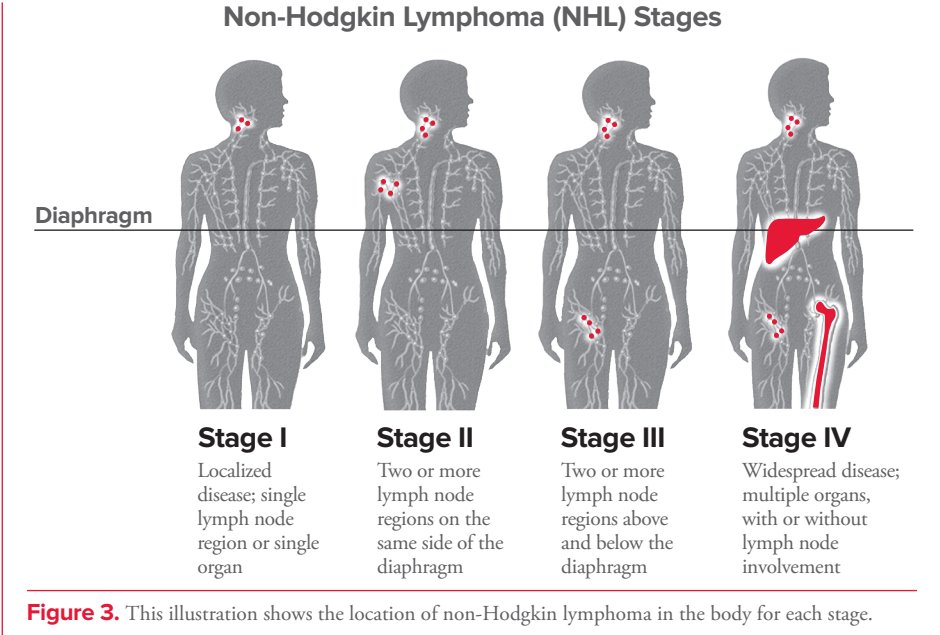 Non-Hodgkin Lymphoma (NHL) Stages
Diaphragm
Stage I
Localized
disease; single
lymph node
region or single
organ
Stage II
Two or more
lymph node
regions on the
same side of the
diaphragm
Stage III
Two or more
lymph node
regions above
and below the
diaphragm
Stage IV
Widespread disease;
multiple organs,
with or without
lymph node
involvement
Figure 3. This illustration shows the location of non-Hodgkin lymphoma in the body for each stage.